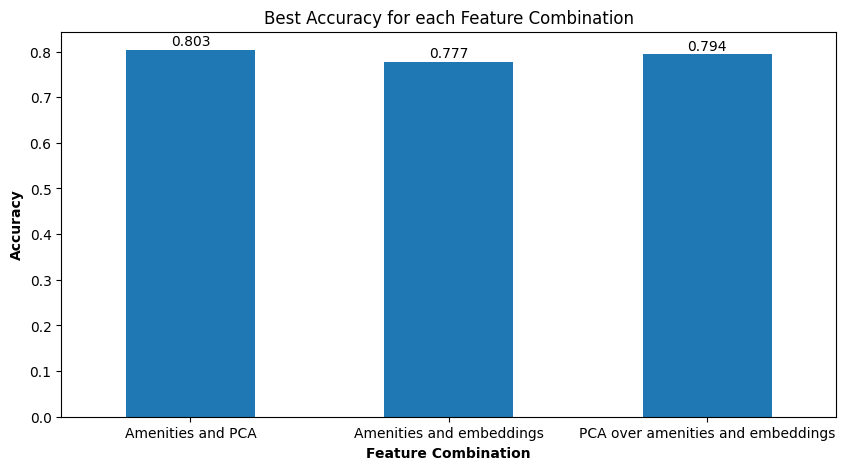 Best Accuracy for each Feature Combination
0.803
0.777
0.794
0.8
0.7
0.6
0.5
0.4
0.3
0.2
0.1
0.0
Accuracy
Amenities and PCA
Amenities and embeddings
PCA over amenities and embeddings
Feature Combination